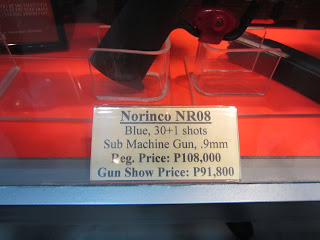 Norinco NR08
Blue, 30+1 shots
Sub Machine Gun, .9mm
Reg. Price: P108,000
Gun Show Price: P91,800